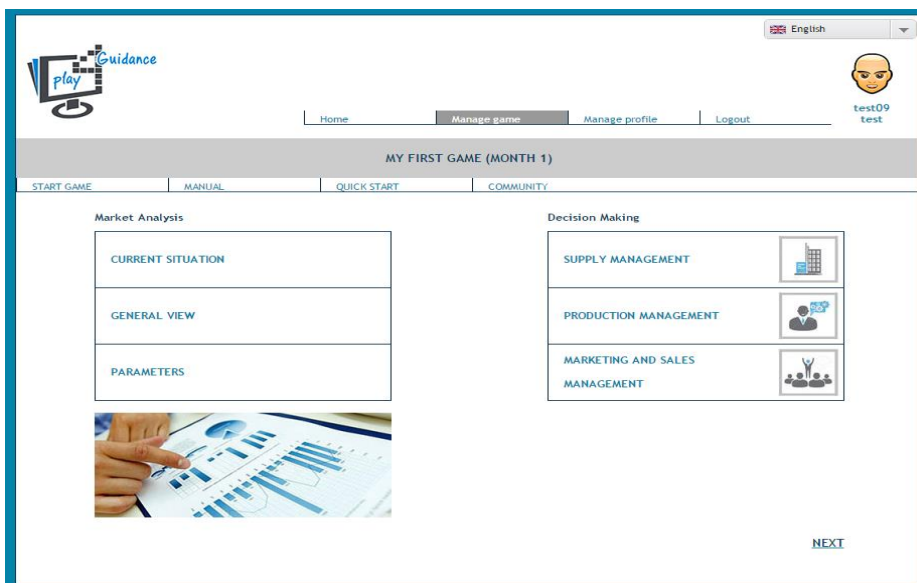 English
Guidance
play
test09
test
Home Manage game Manage profile Logout
MY FIRST GAME (MONTH 1)
START GAME MANUAL QUICK START COMMUNITY
Market Analysis
CURRENT SITUATION
GENERAL VIEW
PARAMETERS
Decision Making
SUPPLY MANAGEMENT
PRODUCTION MANAGEMENT
MARKETING AND SALES
MANAGEMENT
NEXT